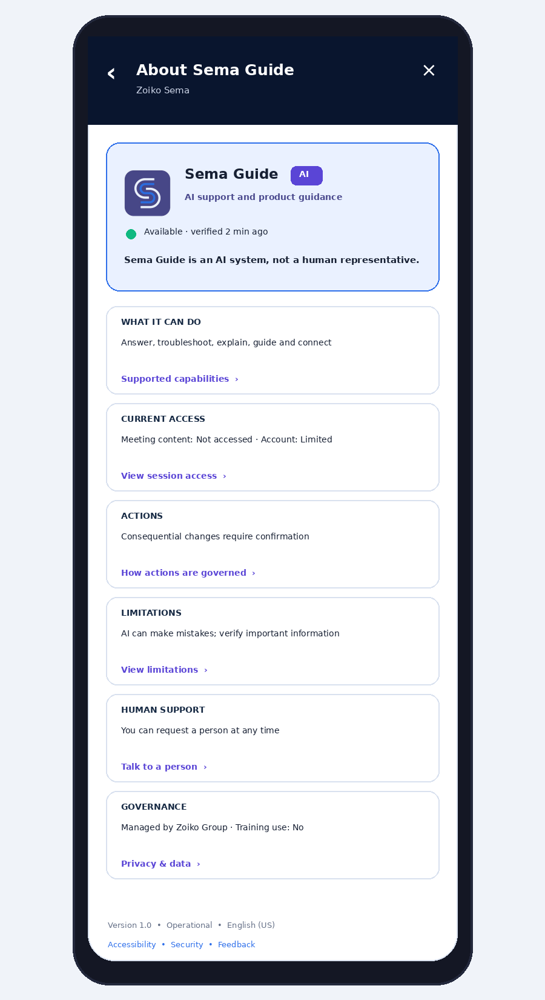 ‹ About Sema Guide ×
Zoiko Sema
Sema Guide AI
AI support and product guidance
Available · verified 2 min ago
Sema Guide is an AI system, not a human representative.
WHAT IT CAN DO
Answer, troubleshoot, explain, guide and connect
Supported capabilities ›
CURRENT ACCESS
Meeting content: Not accessed · Account: Limited
View session access ›
ACTIONS
Consequential changes require confirmation
How actions are governed ›
LIMITATIONS
AI can make mistakes; verify important information
View limitations ›
HUMAN SUPPORT
You can request a person at any time
Talk to a person ›
GOVERNANCE
Managed by Zoiko Group · Training use: No
Privacy & data ›
Version 1.0 • Operational • English (US)
Accessibility • Security • Feedback